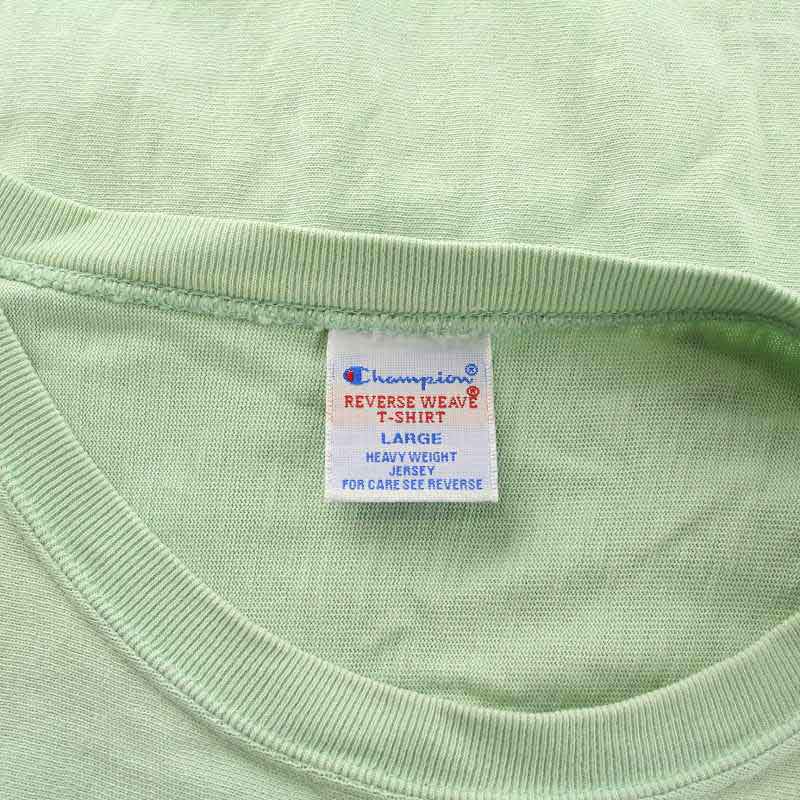 Champion®
REVERSE WEAVE®
T-SHIRT
LARGE
HEAVY WEIGHT
JERSEY
FOR CARE SEE REVERSE